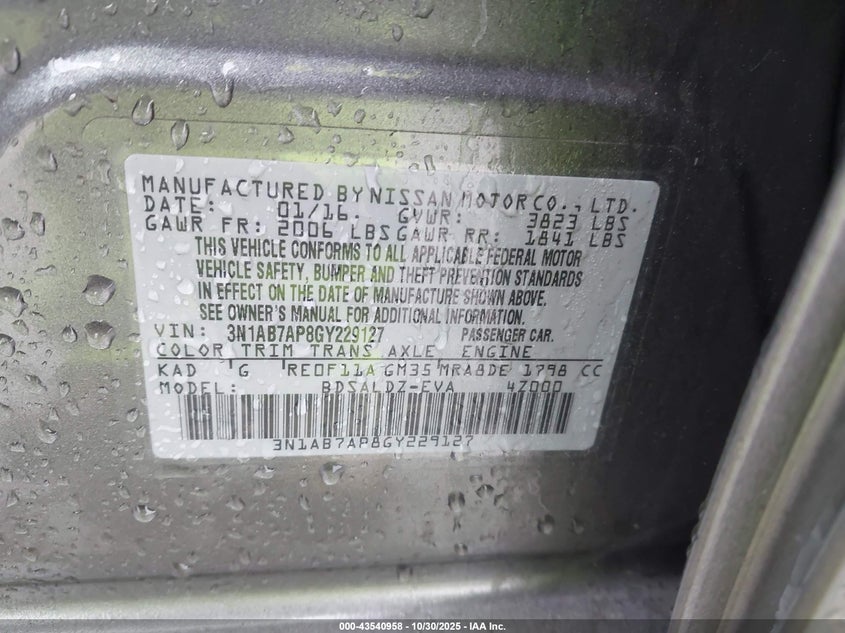 MANUFACTURED BY NISSAN MOTOR CO., LTD.
DATE: 01/16. GVWR: 3823 LBS
GAWR FR: 2006 LBS GAWR RR: 1841 LBS
THIS VEHICLE CONFORMS TO ALL APPLICABLE FEDERAL MOTOR
VEHICLE SAFETY, BUMPER AND THEFT PREVENTION STANDARDS
IN EFFECT ON THE DATE OF MANUFACTURE SHOWN ABOVE.
SEE OWNER'S MANUAL FOR ADDITIONAL INFORMATION.
VIN: 3N1AB7AP8GY229127 PASSENGER CAR.
COLOR TRIM TRANS AXLE ENGINE
KAD G RE0F11A GM35 MRA8DE 1798 CC
MODEL: BDSALDZ-EVA 4Z000
3N1AB7AP8GY229127
000-43540958 - 10/30/2025 - IAA Inc.